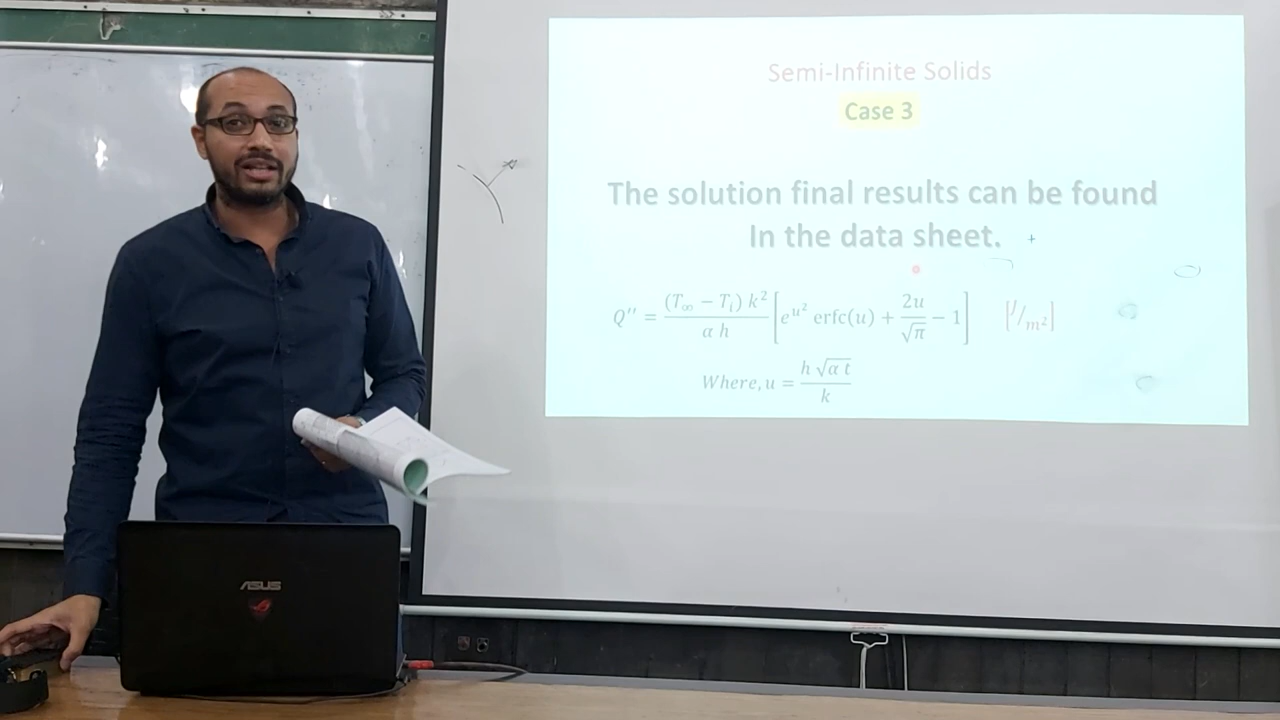 Semi-Infinite Solids
Case 3
The solution final results can be found
In the data sheet.
Q′′ = (T∞ − Tᵢ) k² / α h [e^{u²} erfc(u) + 2u/√π − 1] [J/m²]
Where, u = h √(α t) / k
ASUS